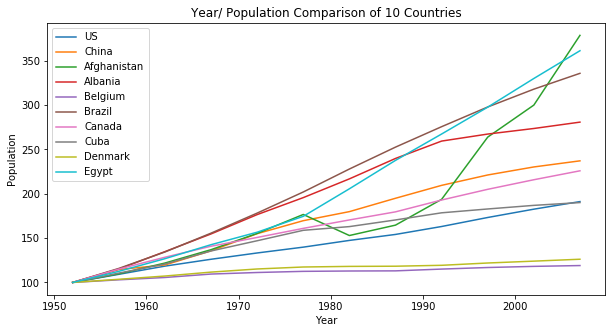 Year/ Population Comparison of 10 Countries
US
China
Afghanistan
Albania
Belgium
Brazil
Canada
Cuba
Denmark
Egypt
Population
350
300
250
200
150
100
1950 1960 1970 1980 1990 2000
Year